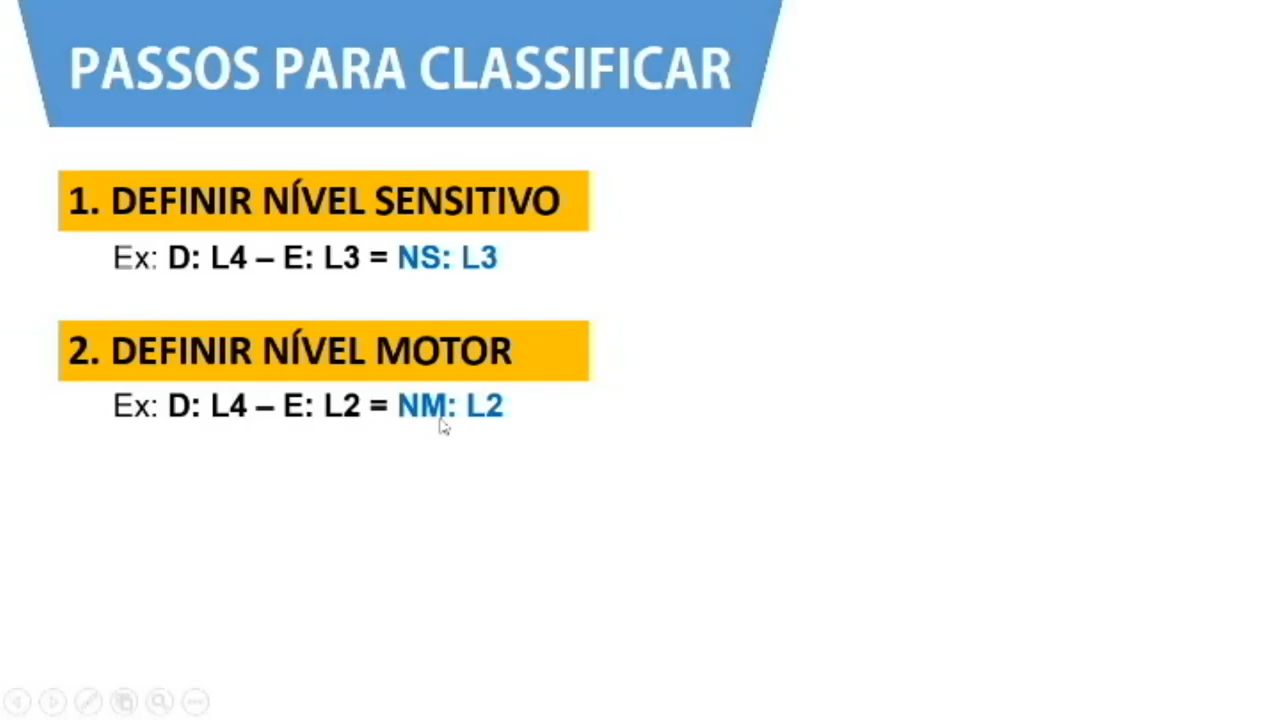 PASSOS PARA CLASSIFICAR
1. DEFINIR NÍVEL SENSITIVO
Ex: D: L4 – E: L3 = NS: L3
2. DEFINIR NÍVEL MOTOR
Ex: D: L4 – E: L2 = NM: L2